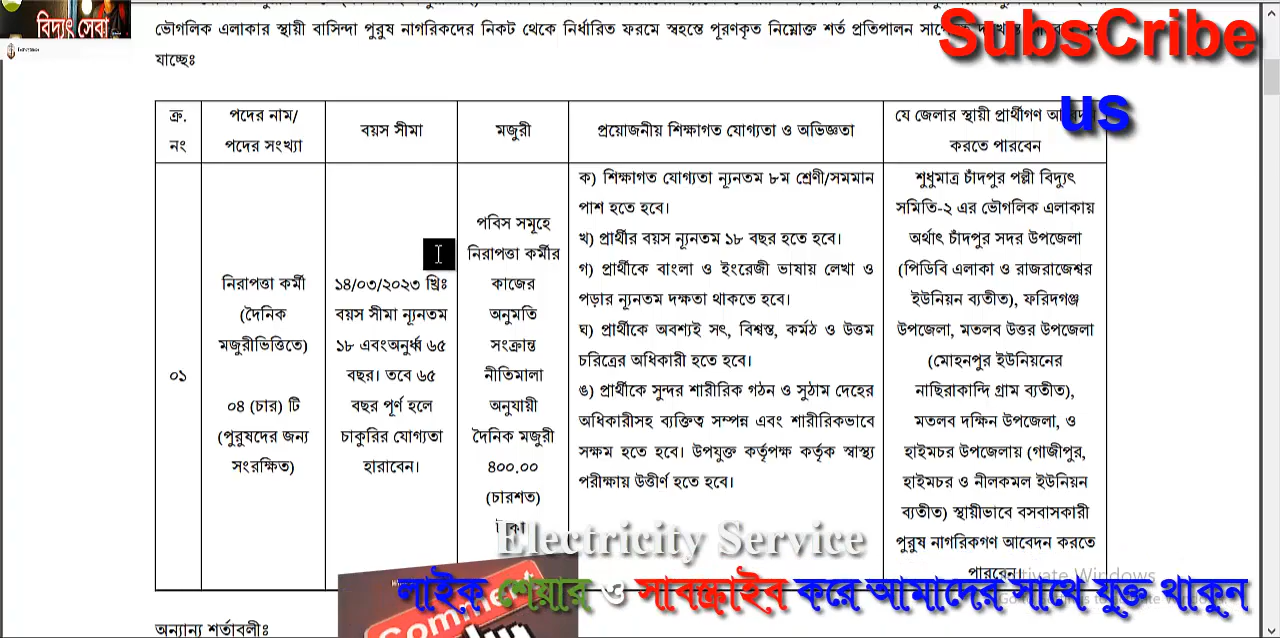 বিদ্যুৎ সেবা
SubsCribe
us
ভৌগলিক এলাকার স্থায়ী বাসিন্দা পুরুষ নাগরিকদের নিকট থেকে নির্ধারিত ফরমে স্বহস্তে পূরণকৃত নিম্নোক্ত শর্ত প্রতিপালন
যাচ্ছেঃ
ক্র.
নং
পদের নাম/
পদের সংখ্যা
বয়স সীমা
মজুরী
প্রয়োজনীয় শিক্ষাগত যোগ্যতা ও অভিজ্ঞতা
যে জেলার স্থায়ী প্রার্থীগণ
করতে পারবেন
০১
নিরাপত্তা কর্মী
(দৈনিক
মজুরীভিত্তিতে)
০৪ (চার) টি
(পুরুষদের জন্য
সংরক্ষিত)
১৪/০৩/২০২৩ খ্রিঃ
বয়স সীমা ন্যূনতম
১৮ এবংঅনুর্ধ্ব ৬৫
বছর। তবে ৬৫
বছর পূর্ণ হলে
চাকুরির যোগ্যতা
হারাবেন।
পবিস সমূহে
নিরাপত্তা কর্মীর
কাজের
অনুমতি
সংক্রান্ত
নীতিমালা
অনুযায়ী
দৈনিক মজুরী
৪০০.০০
(চারশত)
ক) শিক্ষাগত যোগ্যতা ন্যূনতম ৮ম শ্রেণী/সমমান
পাশ হতে হবে।
খ) প্রার্থীর বয়স ন্যূনতম ১৮ বছর হতে হবে।
গ) প্রার্থীকে বাংলা ও ইংরেজী ভাষায় লেখা ও
পড়ার ন্যূনতম দক্ষতা থাকতে হবে।
ঘ) প্রার্থীকে অবশ্যই সৎ, বিশ্বস্ত, কর্মঠ ও উত্তম
চরিত্রের অধিকারী হতে হবে।
ঙ) প্রার্থীকে সুন্দর শারীরিক গঠন ও সুঠাম দেহের
অধিকারীসহ ব্যক্তিত্ব সম্পন্ন এবং শারীরিকভাবে
সক্ষম হতে হবে। উপযুক্ত কর্তৃপক্ষ কর্তৃক স্বাস্থ্য
পরীক্ষায় উর্ত্তীণ হতে হবে।
শুধুমাত্র চাঁদপুর পল্লী বিদ্যুৎ
সমিতি-২ এর ভৌগলিক এলাকায়
অর্থাৎ চাঁদপুর সদর উপজেলা
(পিডিবি এলাকা ও রাজরাজেশ্বর
ইউনিয়ন ব্যতীত), ফরিদগঞ্জ
উপজেলা, মতলব উত্তর উপজেলা
(মোহনপুর ইউনিয়নের
নাছিরাকান্দি গ্রাম ব্যতীত),
মতলব দক্ষিন উপজেলা, ও
হাইমচর উপজেলায় (গাজীপুর,
হাইমচর ও নীলকমল ইউনিয়ন
ব্যতীত) স্থায়ীভাবে বসবাসকারী
পুরুষ নাগরিকগণ আবেদন করতে
পারবেন।
Electricity Service
Comment
লাইক শেয়ার ও সাবস্ক্রাইব করে আমাদের সাথে যুক্ত থাকুন
অন্যান্য শর্তাবলীঃ